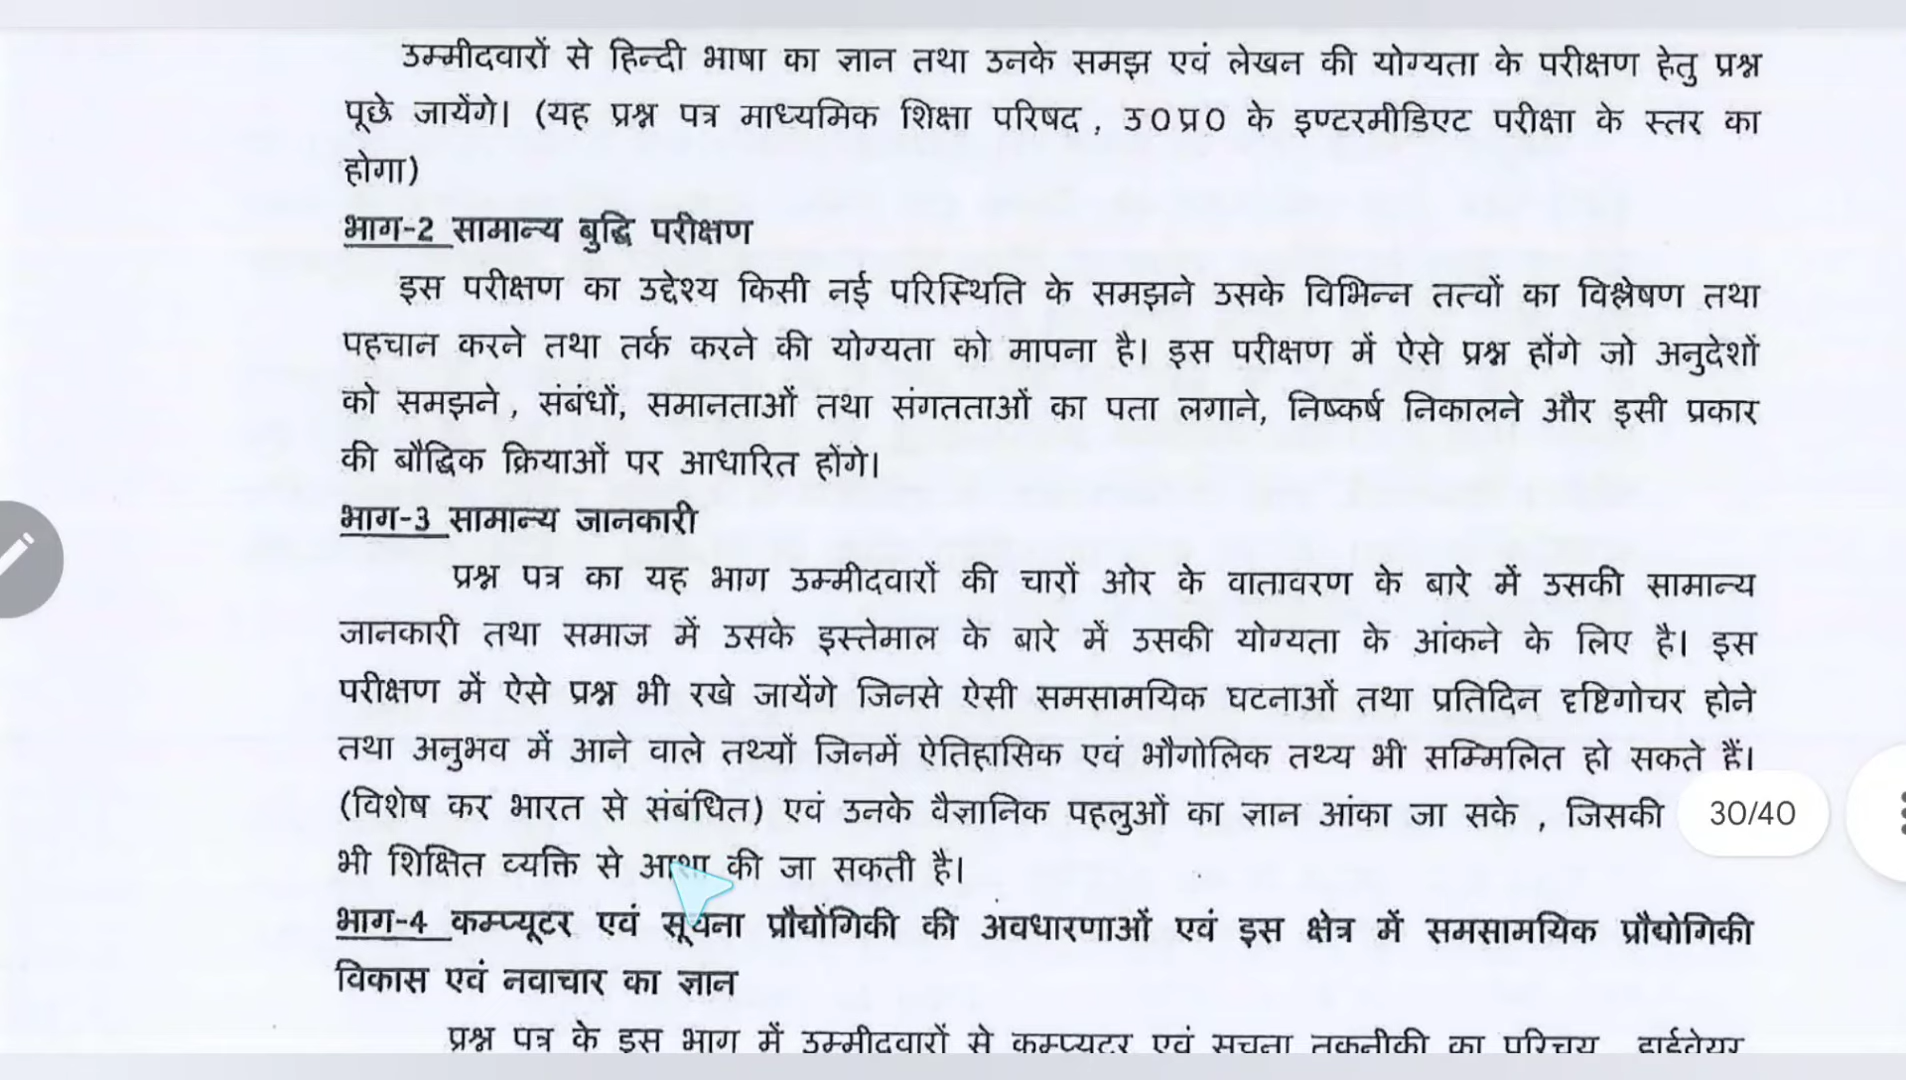 उम्मीदवारों से हिन्दी भाषा का ज्ञान तथा उनके समझ एवं लेखन की योग्यता के परीक्षण हेतु प्रश्न
पूछे जायेंगे। (यह प्रश्न पत्र माध्यमिक शिक्षा परिषद, उ0प्र0 के इण्टरमीडिएट परीक्षा के स्तर का
होगा)
भाग-2 सामान्य बुद्धि परीक्षण
इस परीक्षण का उद्देश्य किसी नई परिस्थिति के समझने उसके विभिन्न तत्वों का विश्लेषण तथा
पहचान करने तथा तर्क करने की योग्यता को मापना है। इस परीक्षण में ऐसे प्रश्न होंगे जो अनुदेशों
को समझने, संबंधों, समानताओं तथा संगतताओं का पता लगाने, निष्कर्ष निकालने और इसी प्रकार
की बौद्धिक क्रियाओं पर आधारित होंगे।
भाग-3 सामान्य जानकारी
प्रश्न पत्र का यह भाग उम्मीदवारों की चारों ओर के वातावरण के बारे में उसकी सामान्य
जानकारी तथा समाज में उसके इस्तेमाल के बारे में उसकी योग्यता के आंकने के लिए है। इस
परीक्षण में ऐसे प्रश्न भी रखे जायेंगे जिनसे ऐसी समसामयिक घटनाओं तथा प्रतिदिन दृष्टिगोचर होने
तथा अनुभव में आने वाले तथ्यों जिनमें ऐतिहासिक एवं भौगोलिक तथ्य भी सम्मिलित हो सकते हैं।
(विशेष कर भारत से संबंधित) एवं उनके वैज्ञानिक पहलुओं का ज्ञान आंका जा सके , जिसकी
30/40
भी शिक्षित व्यक्ति से आशा की जा सकती है।
भाग-4 कम्प्यूटर एवं सूचना प्रौद्योगिकी की अवधारणाओं एवं इस क्षेत्र में समसामयिक प्रौद्योगिकी
विकास एवं नवाचार का ज्ञान
प्रश्न पत्र के इस भाग में उम्मीदवारों से कम्प्यूटर एवं सूचना तकनीकी का परिचय हार्डवेयर